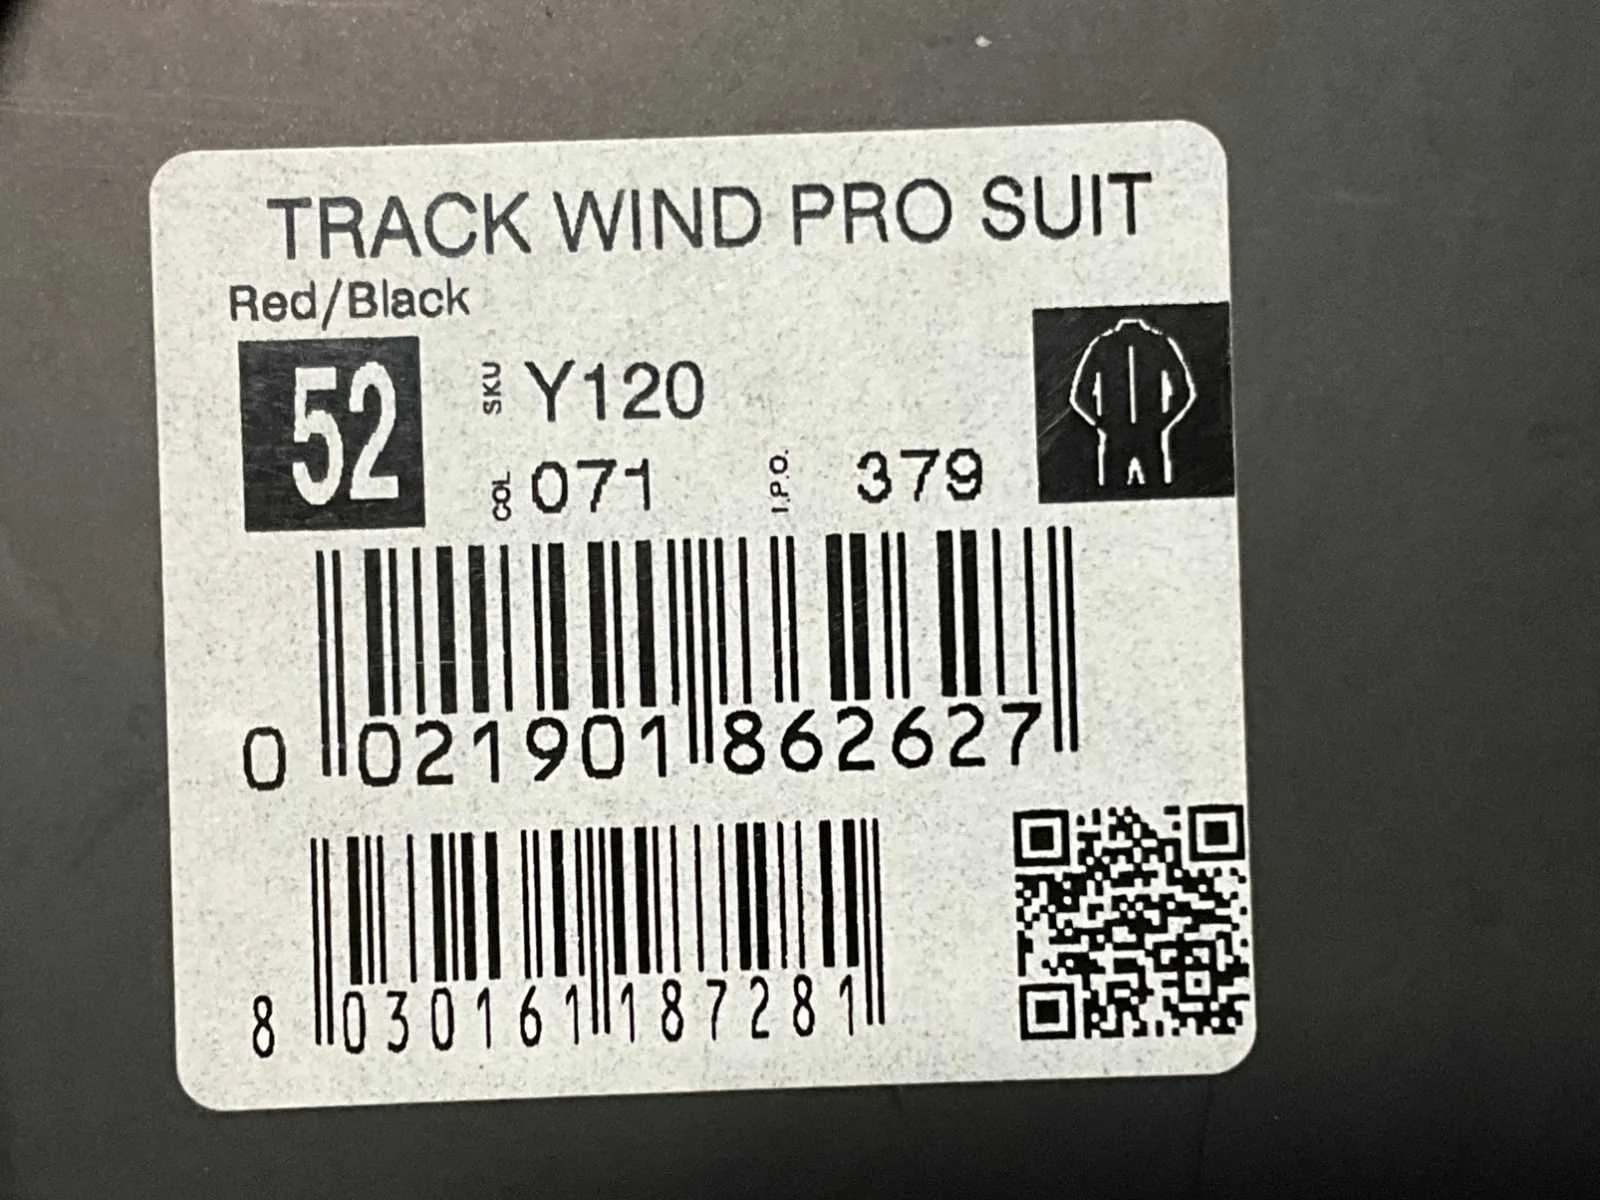 TRACK WIND PRO SUIT
Red/Black
52
SKU Y120
COL 071 I.P.O. 379
0 021901 862627
8 030161 187281